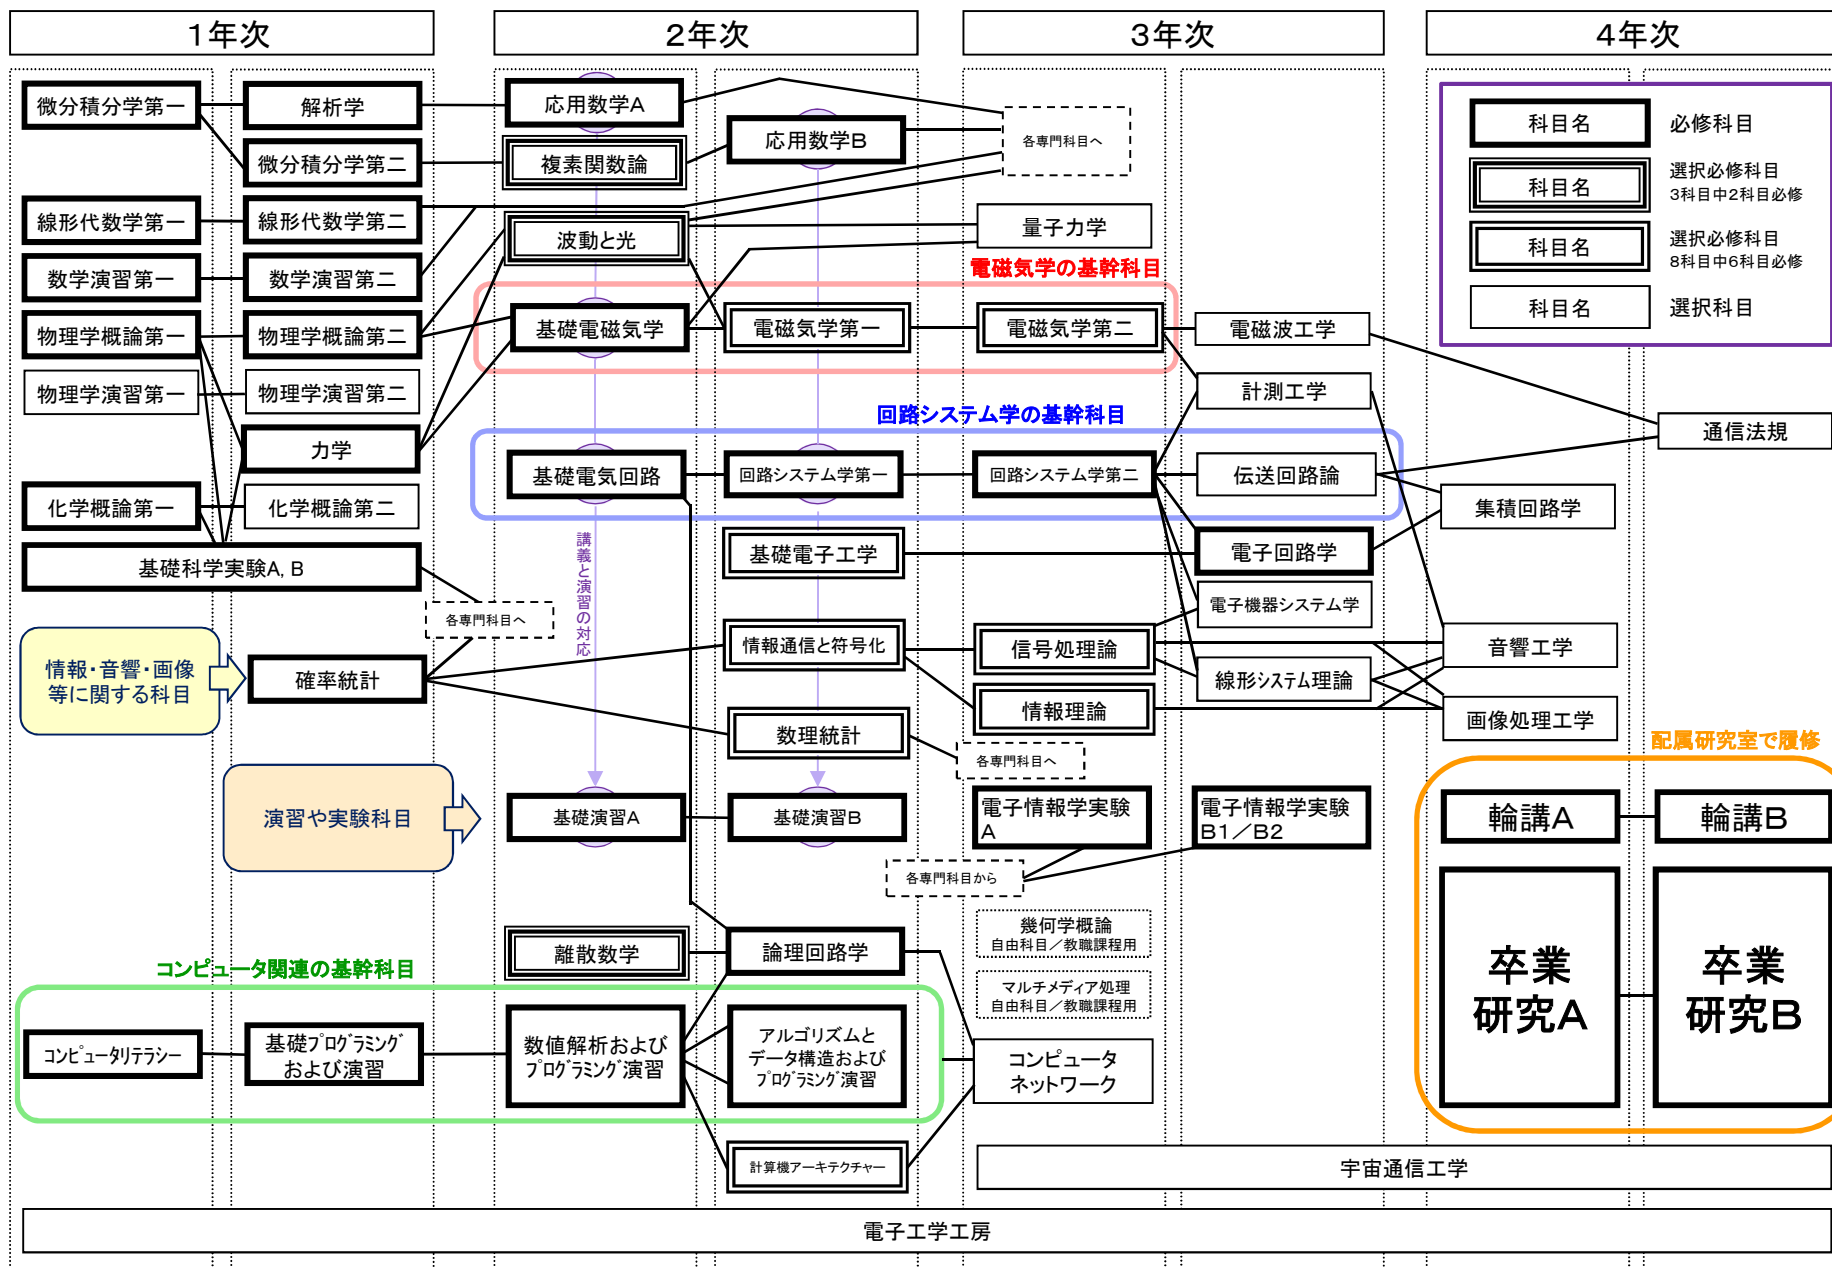 1年次
2年次
3年次
4年次
微分積分学第一
解析学
応用数学A
応用数学B
各専門科目へ
微分積分学第二
複素関数論
線形代数学第一
線形代数学第二
波動と光
量子力学
数学演習第一
数学演習第二
電磁気学の基幹科目
物理学概論第一
物理学概論第二
基礎電磁気学
電磁気学第一
電磁気学第二
電磁波工学
物理学演習第一
物理学演習第二
計測工学
回路システム学の基幹科目
通信法規
力学
基礎電気回路
回路システム学第一
回路システム学第二
伝送回路論
化学概論第一
化学概論第二
集積回路学
講義と演習の対応
基礎科学実験A, B
基礎電子工学
電子回路学
各専門科目へ
電子機器システム学
情報・音響・画像
等に関する科目
確率統計
情報通信と符号化
信号処理論
線形システム理論
音響工学
情報理論
画像処理工学
数理統計
各専門科目へ
配属研究室で履修
演習や実験科目
基礎演習A
基礎演習B
電子情報学実験
A
電子情報学実験
B1／B2
輪講A
輪講B
各専門科目から
幾何学概論
自由科目／教職課程用
マルチメディア処理
自由科目／教職課程用
離散数学
論理回路学
卒業
研究A
卒業
研究B
コンピュータ関連の基幹科目
コンピュータリテラシー
基礎プログラミング
および演習
数値解析および
プログラミング演習
アルゴリズムと
データ構造および
プログラミング演習
コンピュータ
ネットワーク
計算機アーキテクチャー
宇宙通信工学
電子工学工房
科目名
必修科目
科目名
選択必修科目
3科目中2科目必修
科目名
選択必修科目
8科目中6科目必修
科目名
選択科目